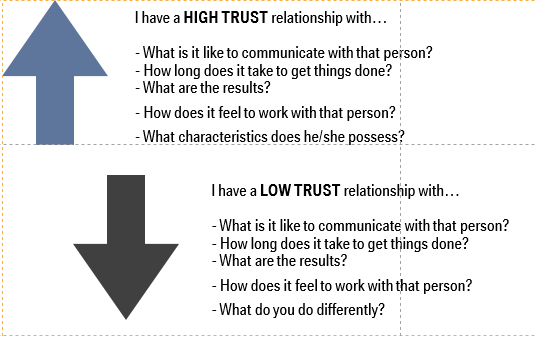 I have a HIGH TRUST relationship with...
- What is it like to communicate with that person?
- How long does it take to get things done?
- What are the results?
- How does it feel to work with that person?
- What characteristics does he/she possess?
I have a LOW TRUST relationship with...
- What is it like to communicate with that person?
- How long does it take to get things done?
- What are the results?
- How does it feel to work with that person?
- What do you do differently?